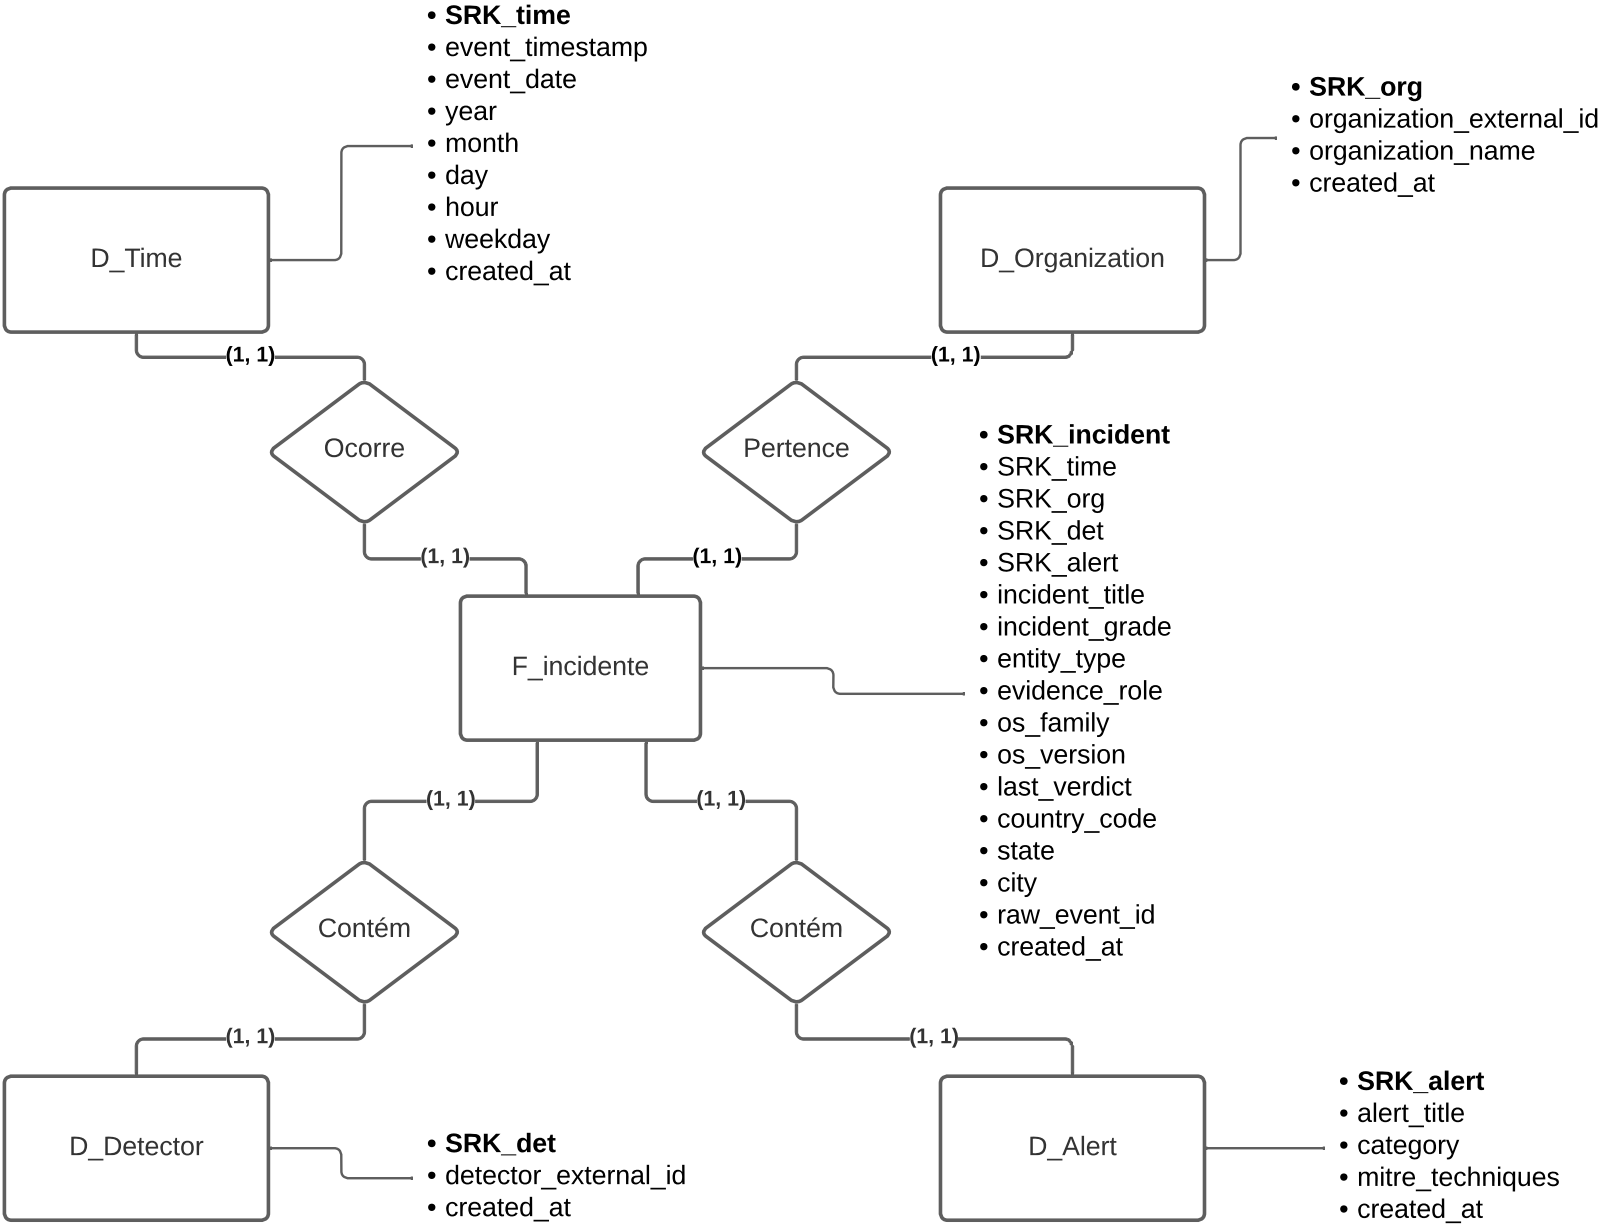 • SRK_time
• event_timestamp
• event_date
• year
• month
• day
• hour
• weekday
• created_at
• SRK_org
• organization_external_id
• organization_name
• created_at
D_Time
D_Organization
(1, 1)
(1, 1)
Ocorre
Pertence
(1, 1)
(1, 1)
F_incidente
• SRK_incident
• SRK_time
• SRK_org
• SRK_det
• SRK_alert
• incident_title
• incident_grade
• entity_type
• evidence_role
• os_family
• os_version
• last_verdict
• country_code
• state
• city
• raw_event_id
• created_at
(1, 1)
(1, 1)
Contém
Contém
(1, 1)
(1, 1)
D_Detector
• SRK_det
• detector_external_id
• created_at
D_Alert
• SRK_alert
• alert_title
• category
• mitre_techniques
• created_at